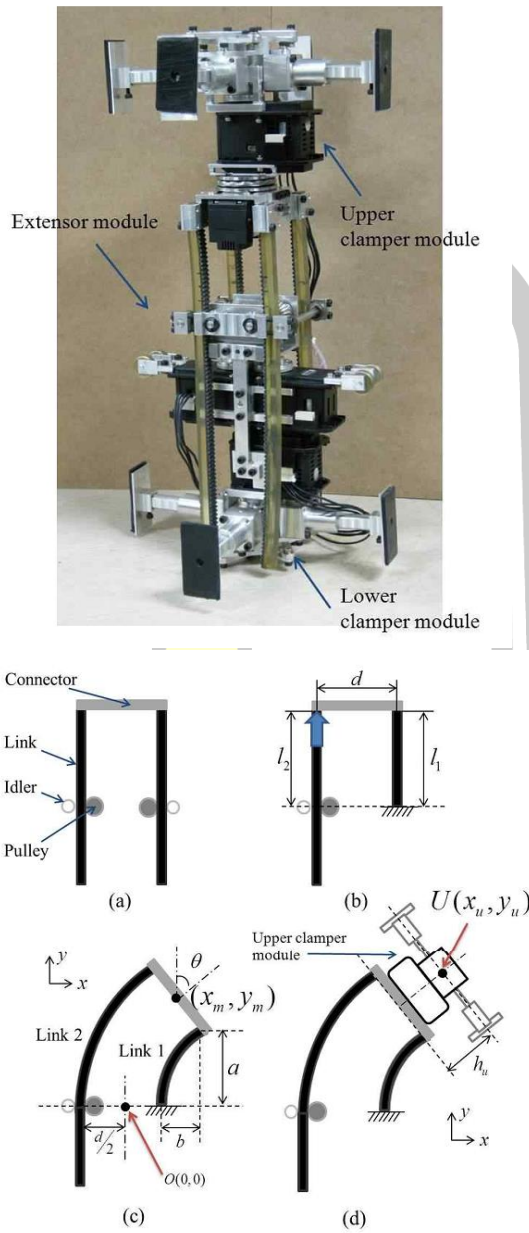 Extensor module
Upper
clamper module
Lower
clamper module
Connector
Link
Idler
Pulley
(a)
d
l₂
l₁
(b)
y
x
θ
(xₘ, yₘ)
Link 2
Link 1
a
d/2
b
O(0,0)
(c)
U(xᵤ, yᵤ)
Upper clamper
module
hᵤ
y
x
(d)